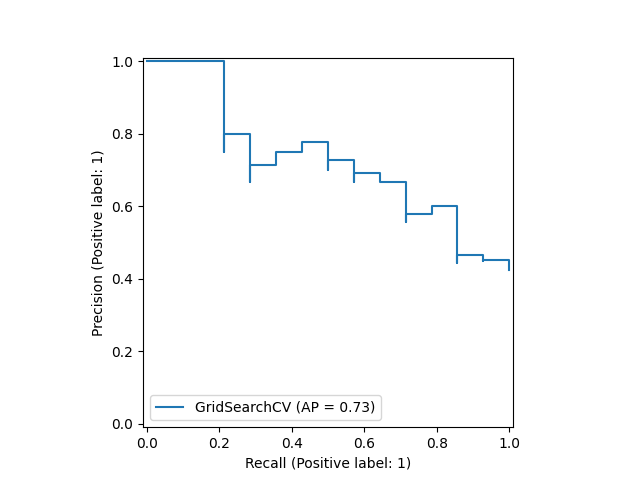 1.0
0.8
0.6
0.4
0.2
0.0
Precision (Positive label: 1)
GridSearchCV (AP = 0.73)
0.0 0.2 0.4 0.6 0.8 1.0
Recall (Positive label: 1)